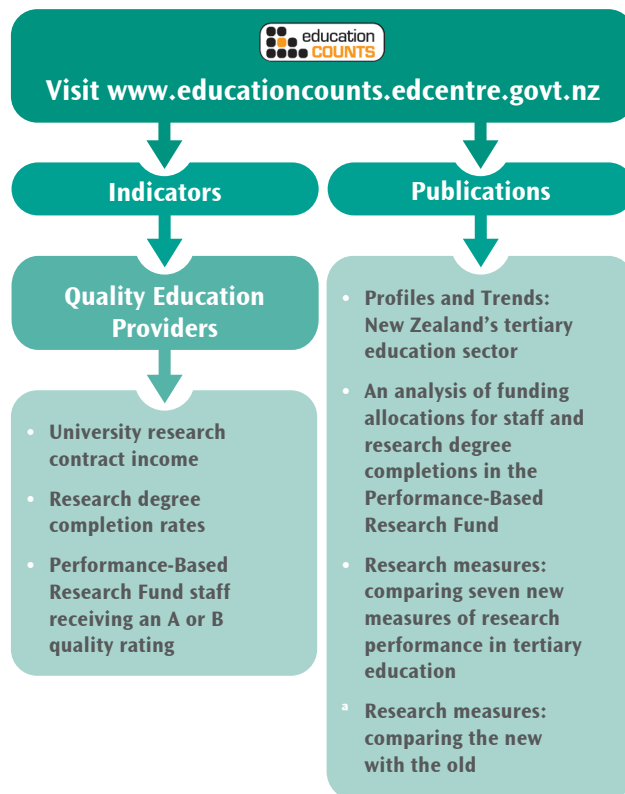 education
COUNTS
Visit www.educationcounts.edcentre.govt.nz
Indicators
Publications
Quality Education
Providers
• University research
contract income
• Research degree
completion rates
• Performance-Based
Research Fund staff
receiving an A or B
quality rating
• Profiles and Trends:
New Zealand's tertiary
education sector
• An analysis of funding
allocations for staff and
research degree
completions in the
Performance-Based
Research Fund
• Research measures:
comparing seven new
measures of research
performance in tertiary
education
a Research measures:
comparing the new
with the old